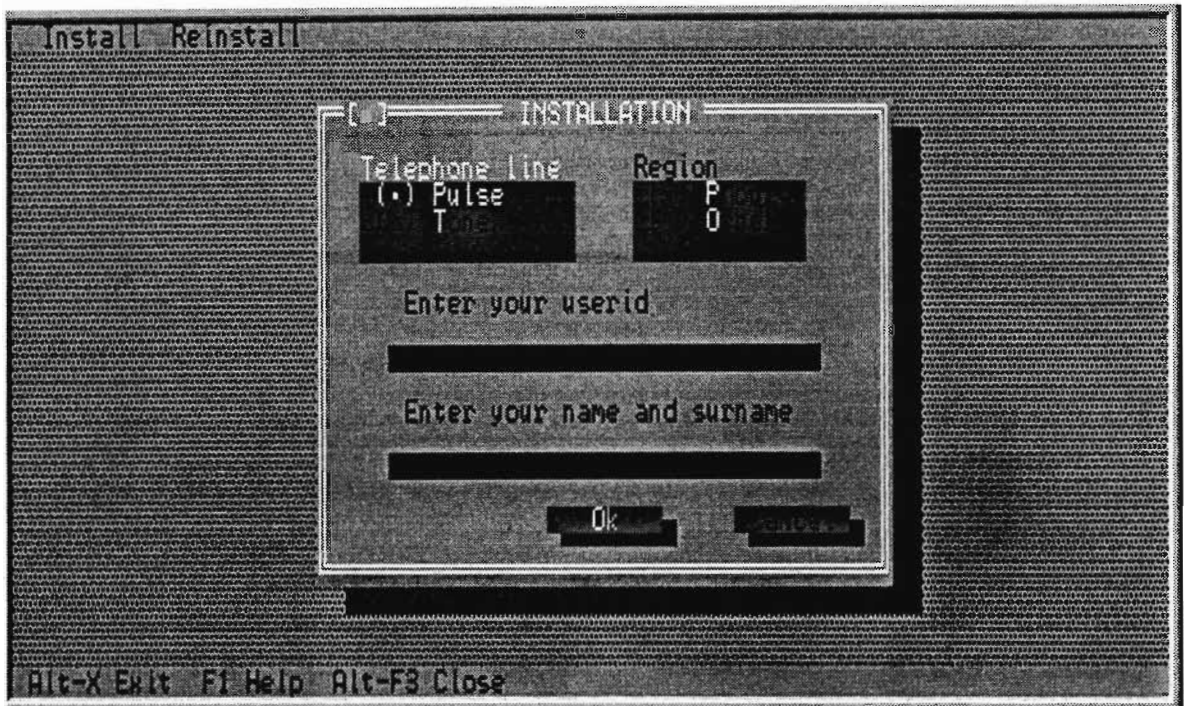 Install Reinstall
INSTALLATION
Telephone line Region
(•) Pulse P
Tone O
Enter your userid
Enter your name and surname
Ok
Alt-X Exit F1 Help Alt-F3 Close